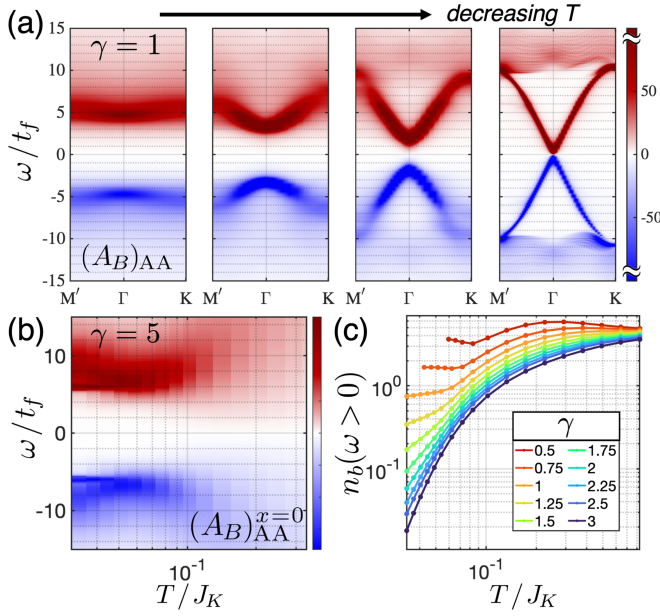 (a) decreasing T
γ = 1
ω/t_f
15
10
5
0
-5
-10
-15
(A_B)_AA
M′ Γ K M′ Γ K M′ Γ K M′ Γ K
50
0
-50
(b) γ = 5
ω/t_f
10
0
-10
(A_B)_AA^{x=0}
10^{-1}
T/J_K
(c)
n_b(ω > 0)
10^0
10^{-1}
γ
0.5 1.75
0.75 2
1 2.25
1.25 2.5
1.5 3
10^{-1}
T/J_K